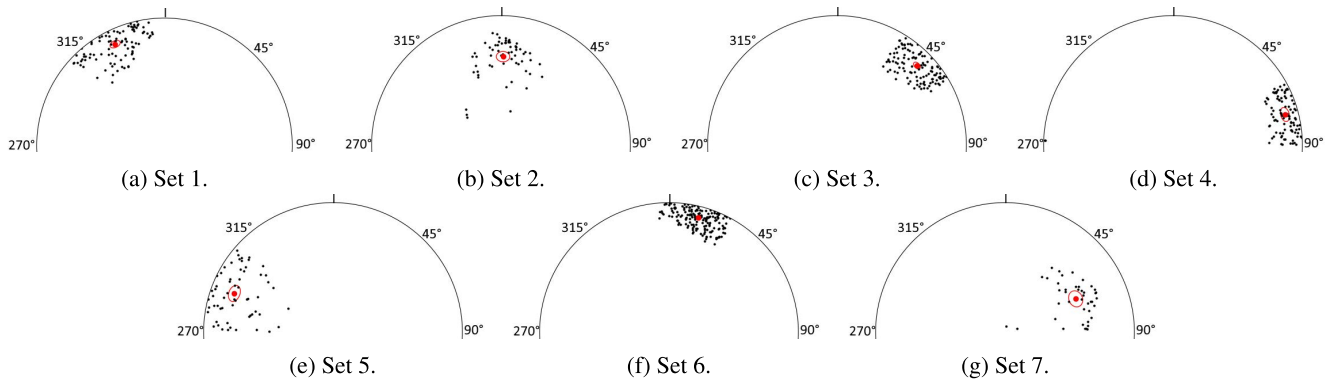 315° 45°
270° 90°
(a) Set 1.
315° 45°
270° 90°
(b) Set 2.
315° 45°
270° 90°
(c) Set 3.
315° 45°
270° 90°
(d) Set 4.
315° 45°
270° 90°
(e) Set 5.
315° 45°
270° 90°
(f) Set 6.
315° 45°
270° 90°
(g) Set 7.